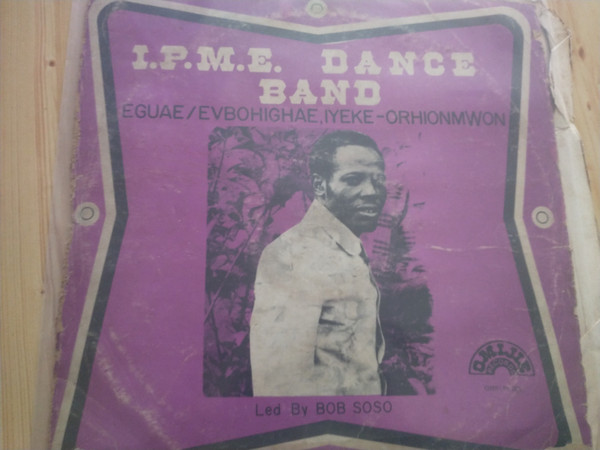 I.P.M.E. DANCE
BAND
EGUAE/EVBOHIGHAE, IYEKE-ORHIONMWON
Led By BOB SOSO